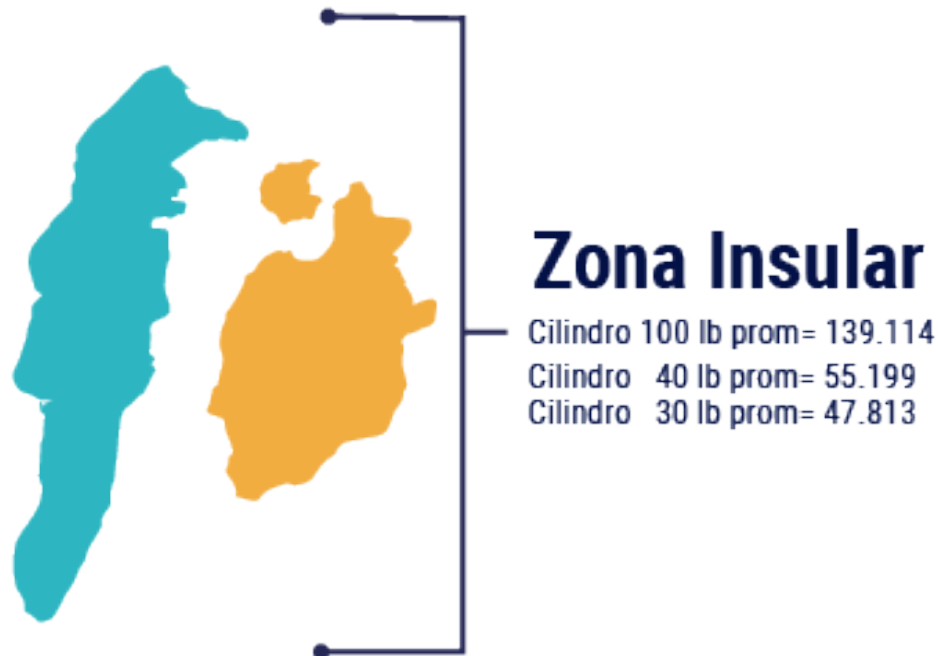 Zona Insular
Cilindro 100 lb prom= 139.114
Cilindro 40 lb prom= 55.199
Cilindro 30 lb prom= 47.813